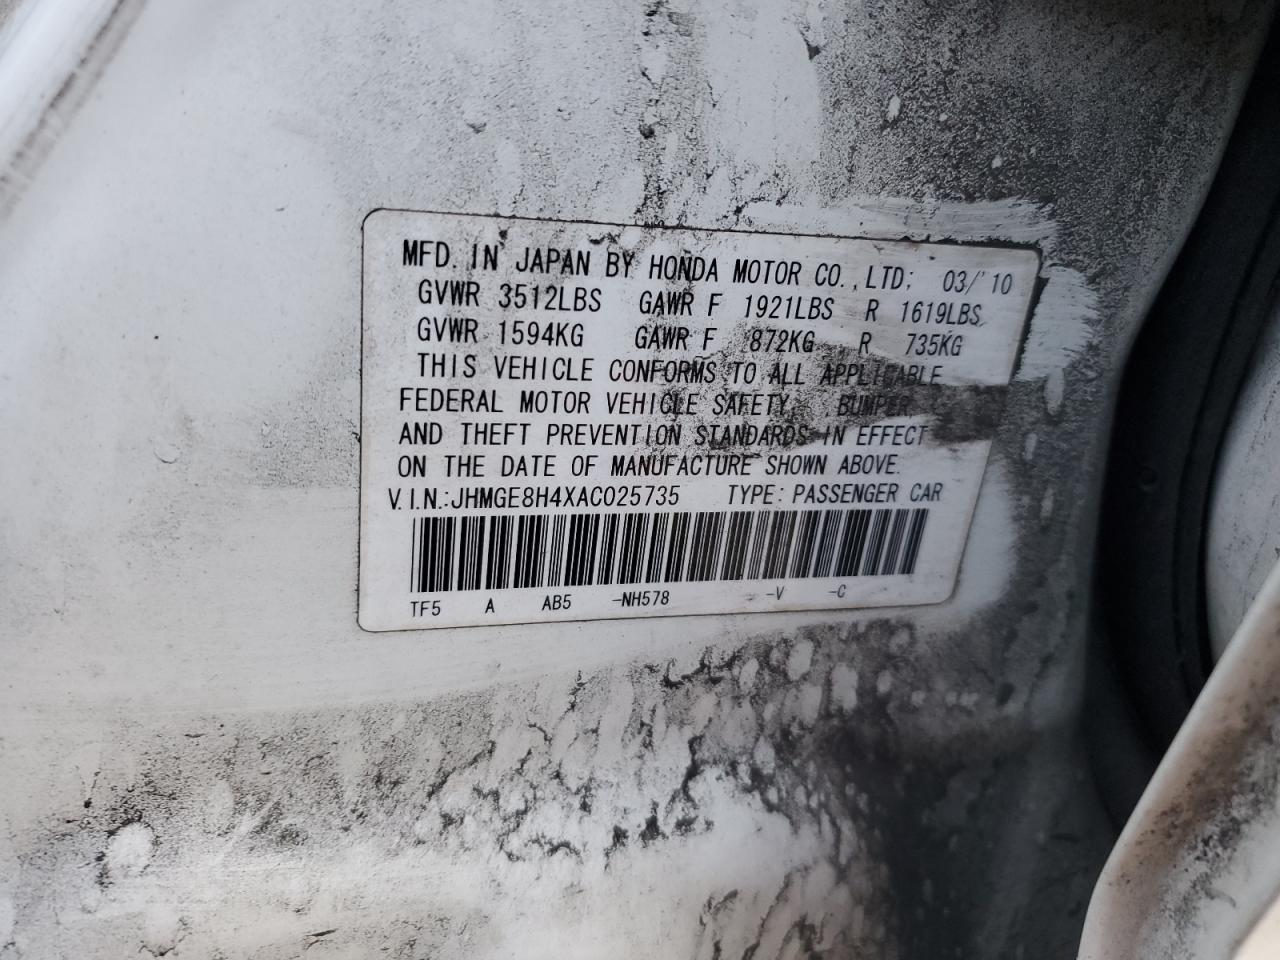 MFD. IN JAPAN BY HONDA MOTOR CO.,LTD; 03/'10
GVWR 3512LBS GAWR F 1921LBS R 1619LBS
GVWR 1594KG GAWR F 872KG R 735KG
THIS VEHICLE CONFORMS TO ALL APPLICABLE
FEDERAL MOTOR VEHICLE SAFETY, BUMPER,
AND THEFT PREVENTION STANDARDS IN EFFECT
ON THE DATE OF MANUFACTURE SHOWN ABOVE.
V.I.N.:JHMGE8H4XAC025735 TYPE: PASSENGER CAR
TF5 A AB5 -NH578 -V -C